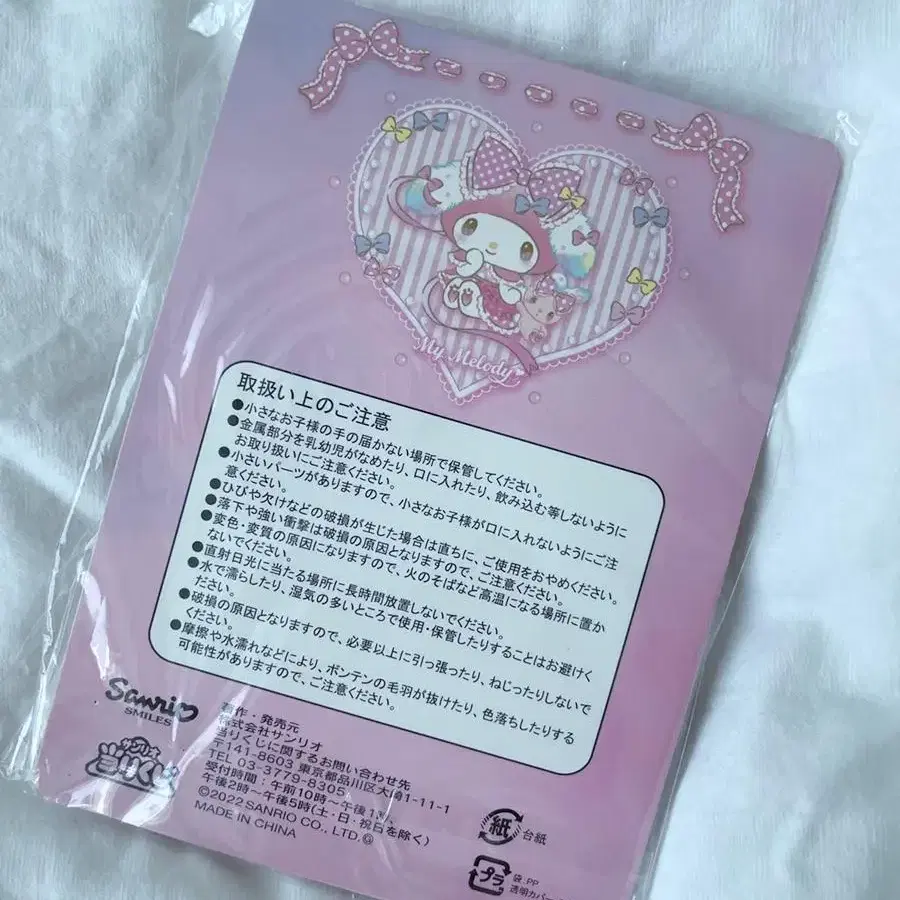 My Melody
取扱い上のご注意
●小さなお子様の手の届かない場所で保管してください。
●金属部分を乳幼児がなめたり、口に入れたり、飲み込む等しないように
お取り扱いにご注意ください。
●小さいパーツがありますので、小さなお子様が口に入れないようにご注
意ください。
●ひびや欠けなどの破損が生じた場合は直ちに、ご使用をおやめください。
●落下や強い衝撃は破損の原因となりますので、ご注意ください。
●変色・変質の原因になりますので、火のそばなど高温になる場所に置か
ないでください。
●直射日光に当たる場所に長時間放置しないでください。
●水で濡らしたり、湿気の多いところで使用・保管したりすることはお避けく
ださい。
●破損の原因となりますので、必要以上に引っ張ったり、ねじったりしないで
ください。
●摩擦や水濡れなどにより、ボンテンの毛羽が抜けたり、色落ちしたりする
可能性がありますので、ご注意ください。
Sanrio
SMILES
サンリオ
当りくじ
製作・発売元
株式会社サンリオ
当りくじに関するお問い合わせ先
〒141-8603 東京都品川区大崎1-11-1
TEL 03-3779-8305
受付時間：午前10時～午後1時、
午後2時～午後5時(土・日・祝日を除く)
©2022 SANRIO CO., LTD.Ⓖ
MADE IN CHINA
紙 台紙
プラ 袋:PP
透明カバー